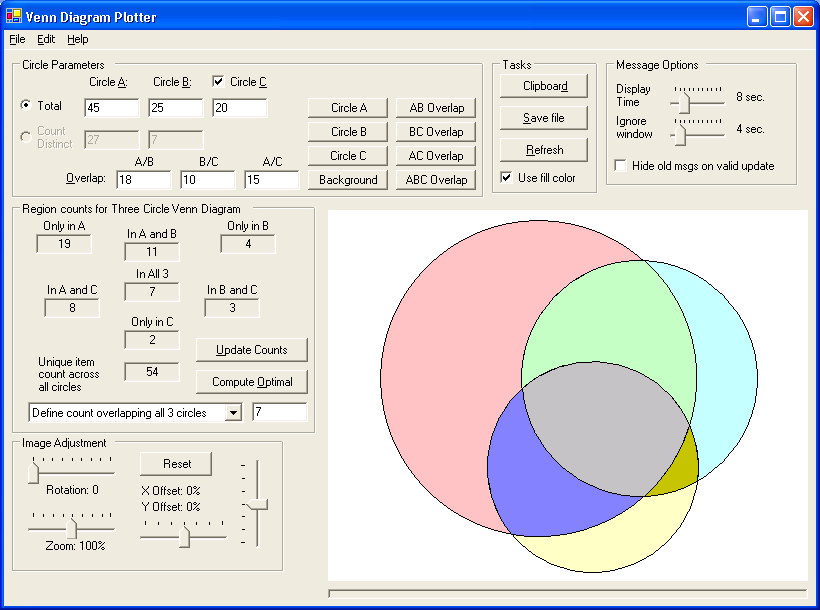 Venn Diagram Plotter
File Edit Help
Circle Parameters
Circle A: Circle B: Circle C
Total 45 25 20
Count Distinct 27 7
A/B B/C A/C
Overlap: 18 10 15
Circle A AB Overlap
Circle B BC Overlap
Circle C AC Overlap
Background ABC Overlap
Tasks
Clipboard
Save file
Refresh
Use fill color
Message Options
Display
Time
8 sec.
Ignore
window
4 sec.
Hide old msgs on valid update
Region counts for Three Circle Venn Diagram
Only in A
19
In A and B
11
Only in B
4
In All 3
7
In A and C
8
In B and C
3
Only in C
2
Unique item
count across
all circles
54
Update Counts
Compute Optimal
Define count overlapping all 3 circles 7
Image Adjustment
Rotation: 0
Zoom: 100%
Reset
X Offset: 0%
Y Offset: 0%